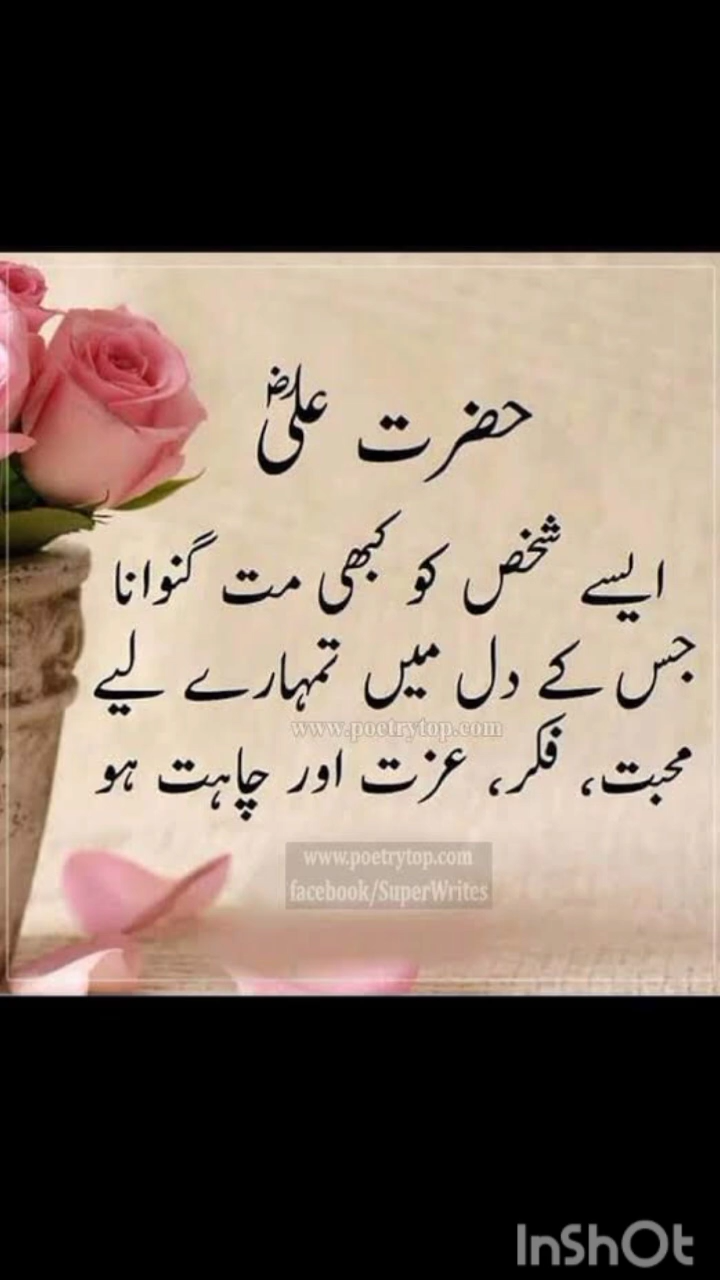 حضرت علیؓ
ایسے شخص کو کبھی مت گنوانا
جس کے دل میں تمہارے لیے
www.poetrytop.com
محبت، فکر، عزت اور چاہت ہو
www.poetrytop.com
facebook/SuperWrites
InShOt